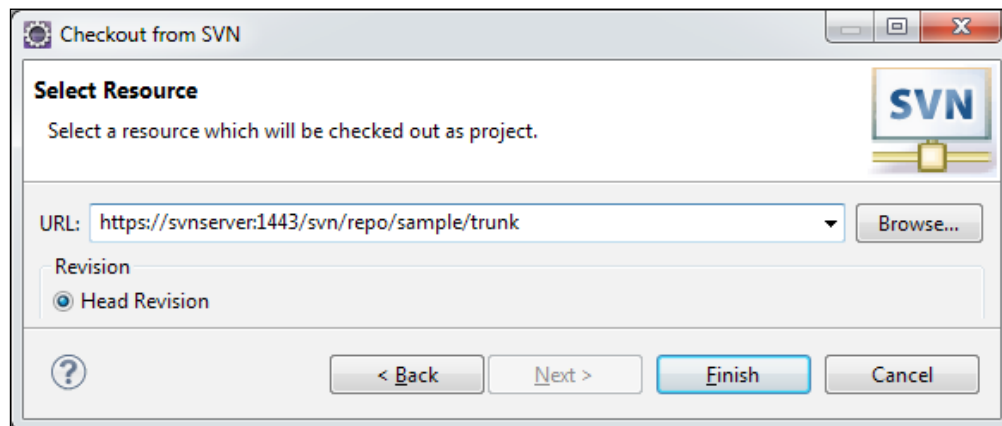 Checkout from SVN
Select Resource
Select a resource which will be checked out as project.
SVN
URL: https://svnserver:1443/svn/repo/sample/trunk Browse...
Revision
Head Revision
? < Back Next > Finish Cancel